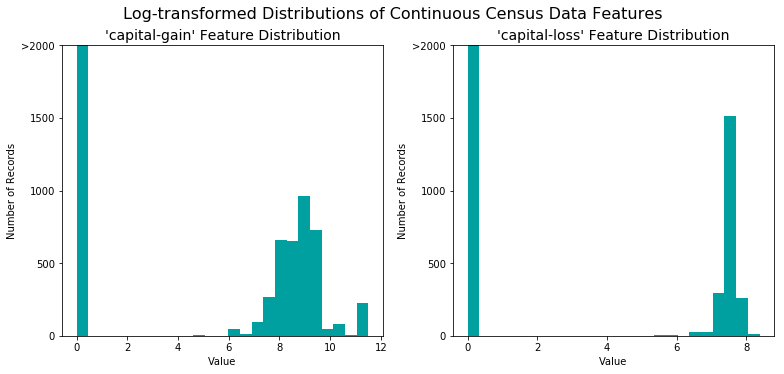 Log-transformed Distributions of Continuous Census Data Features
'capital-gain' Feature Distribution
'capital-loss' Feature Distribution
>2000
1500
1000
500
0
Number of Records
0 2 4 6 8 10 12
Value
>2000
1500
1000
500
0
Number of Records
0 2 4 6 8
Value